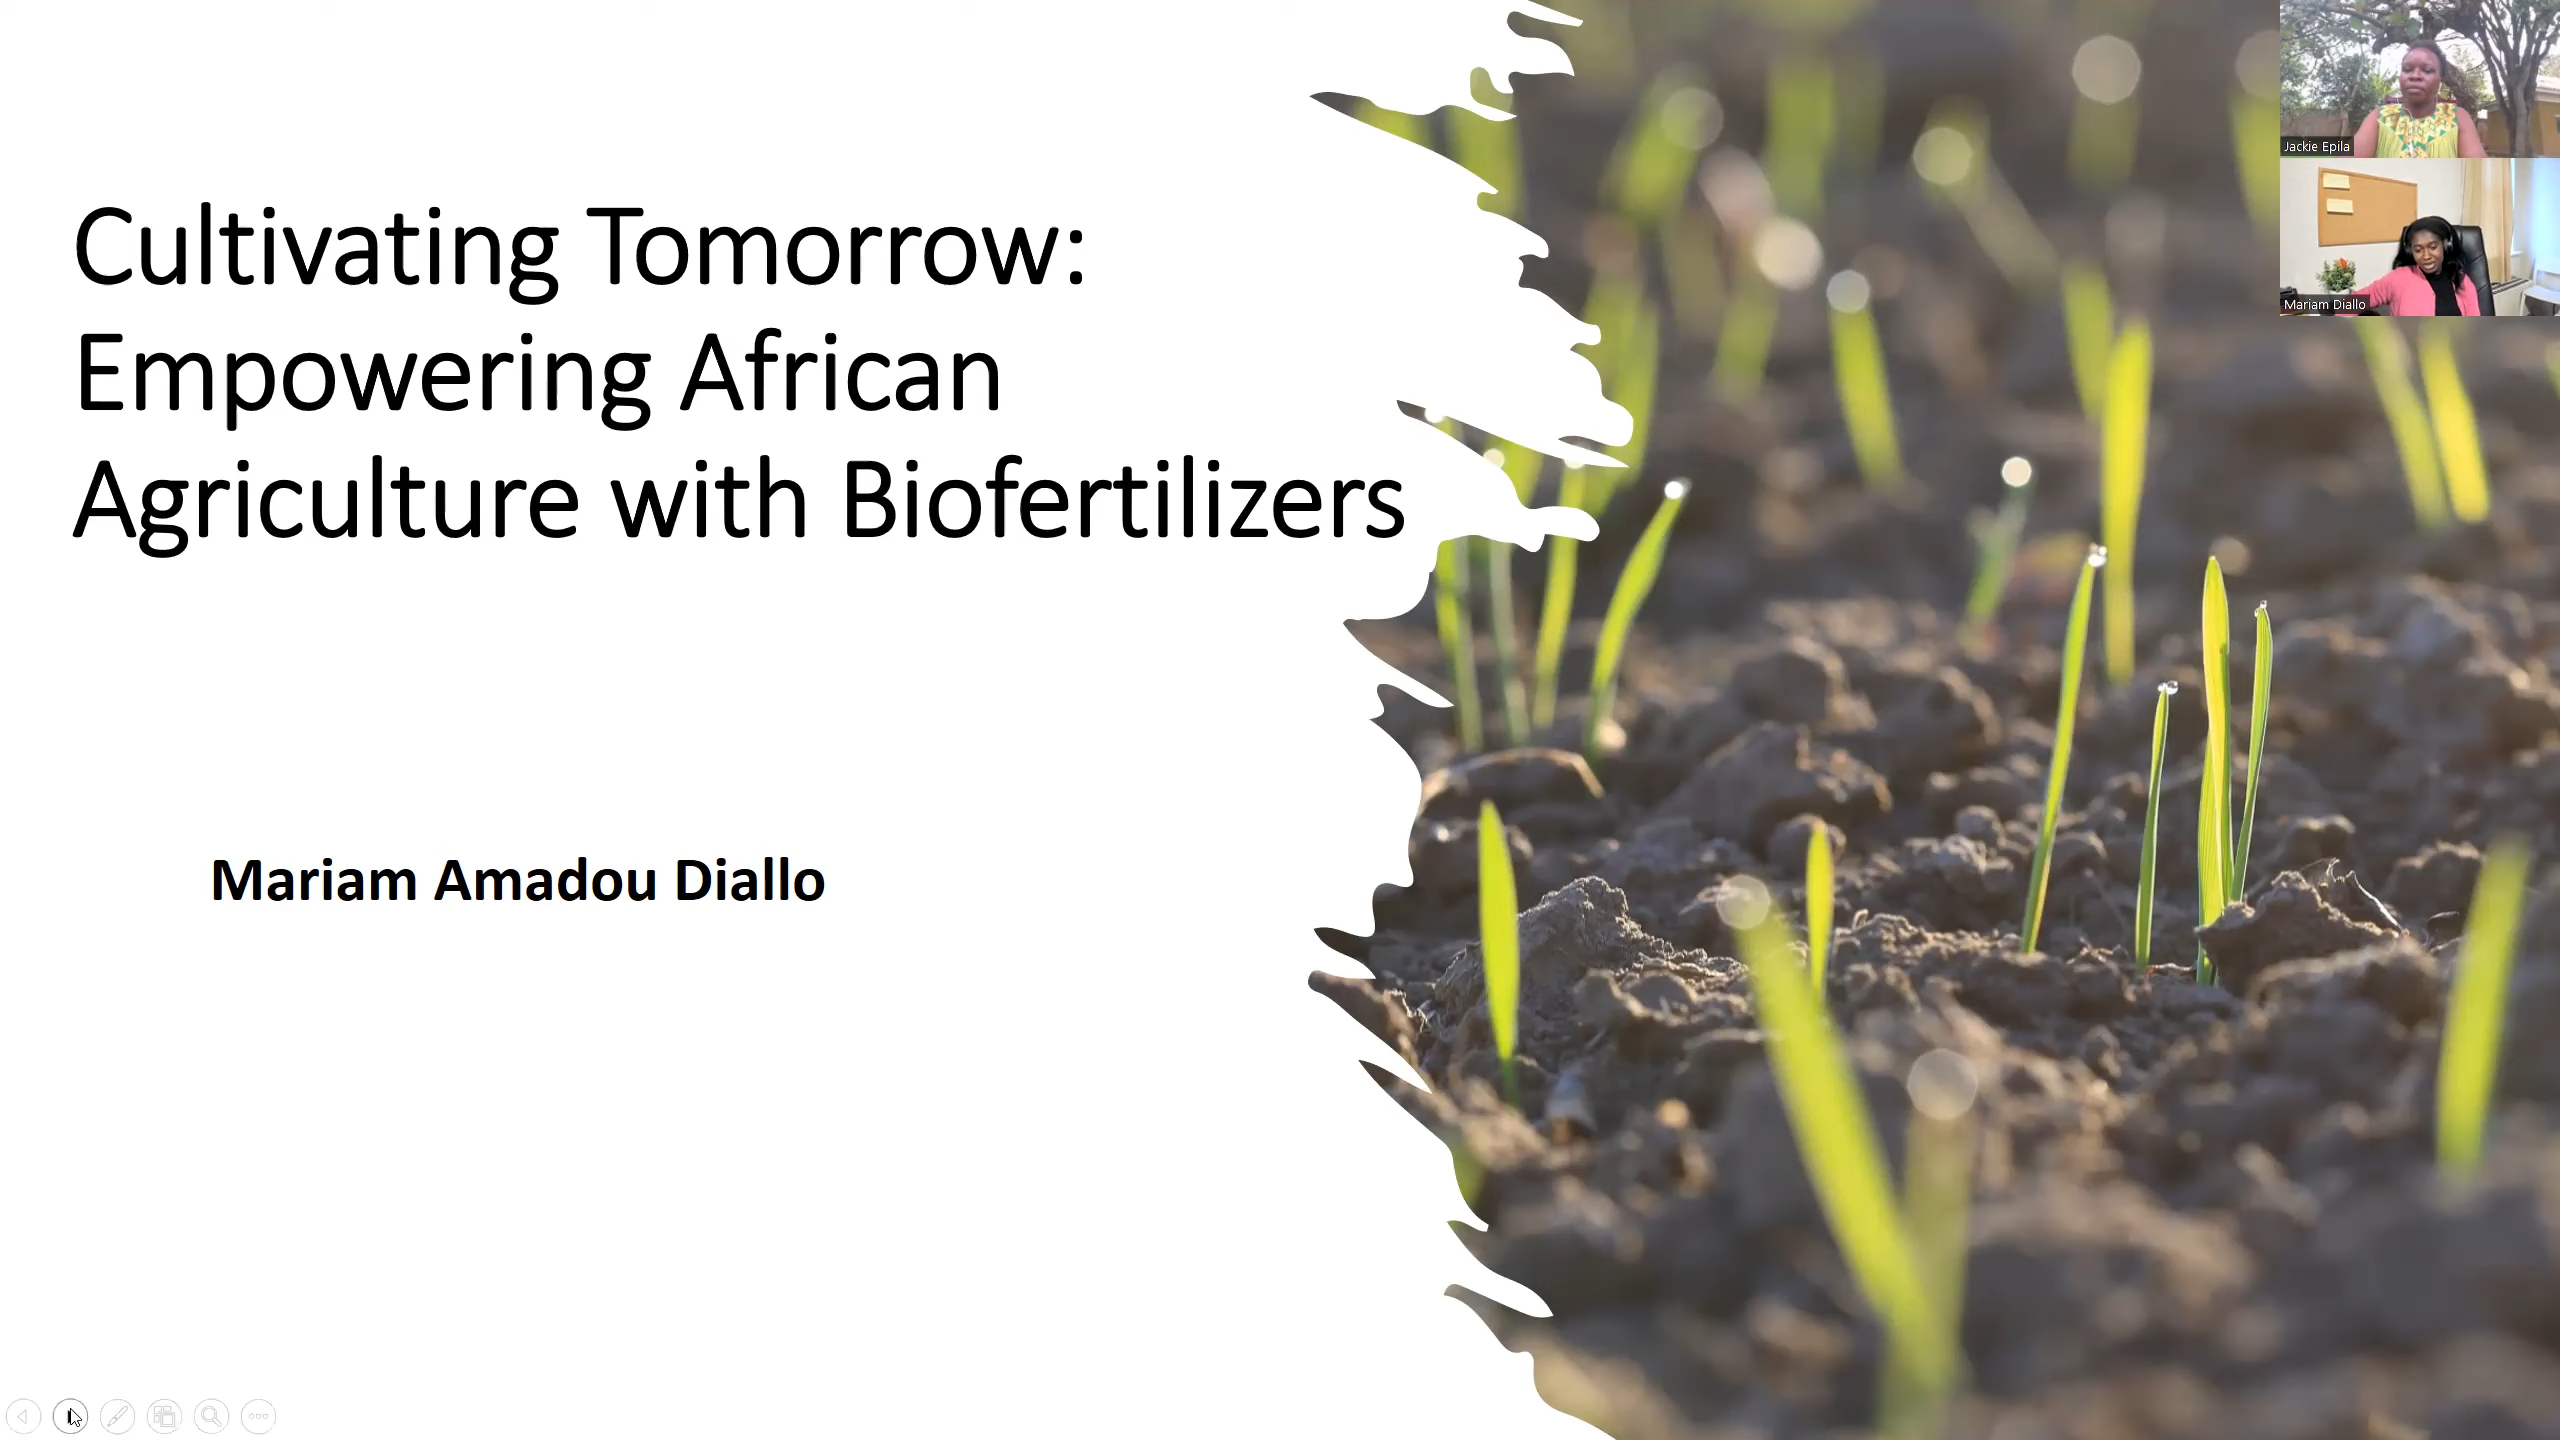 Cultivating Tomorrow:
Empowering African
Agriculture with Biofertilizers
Mariam Amadou Diallo
Jackie Epila
Mariam Diallo